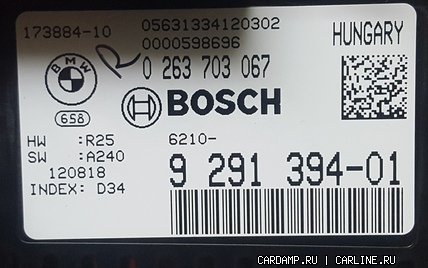 173884-10
05631334120302
0000598696
HUNGARY
R
0 263 703 067
BMW
658
BOSCH
HW :R25
SW :A240
120818
INDEX: D34
6210-
9 291 394-01
CARDAMP.RU | CARLINE.RU